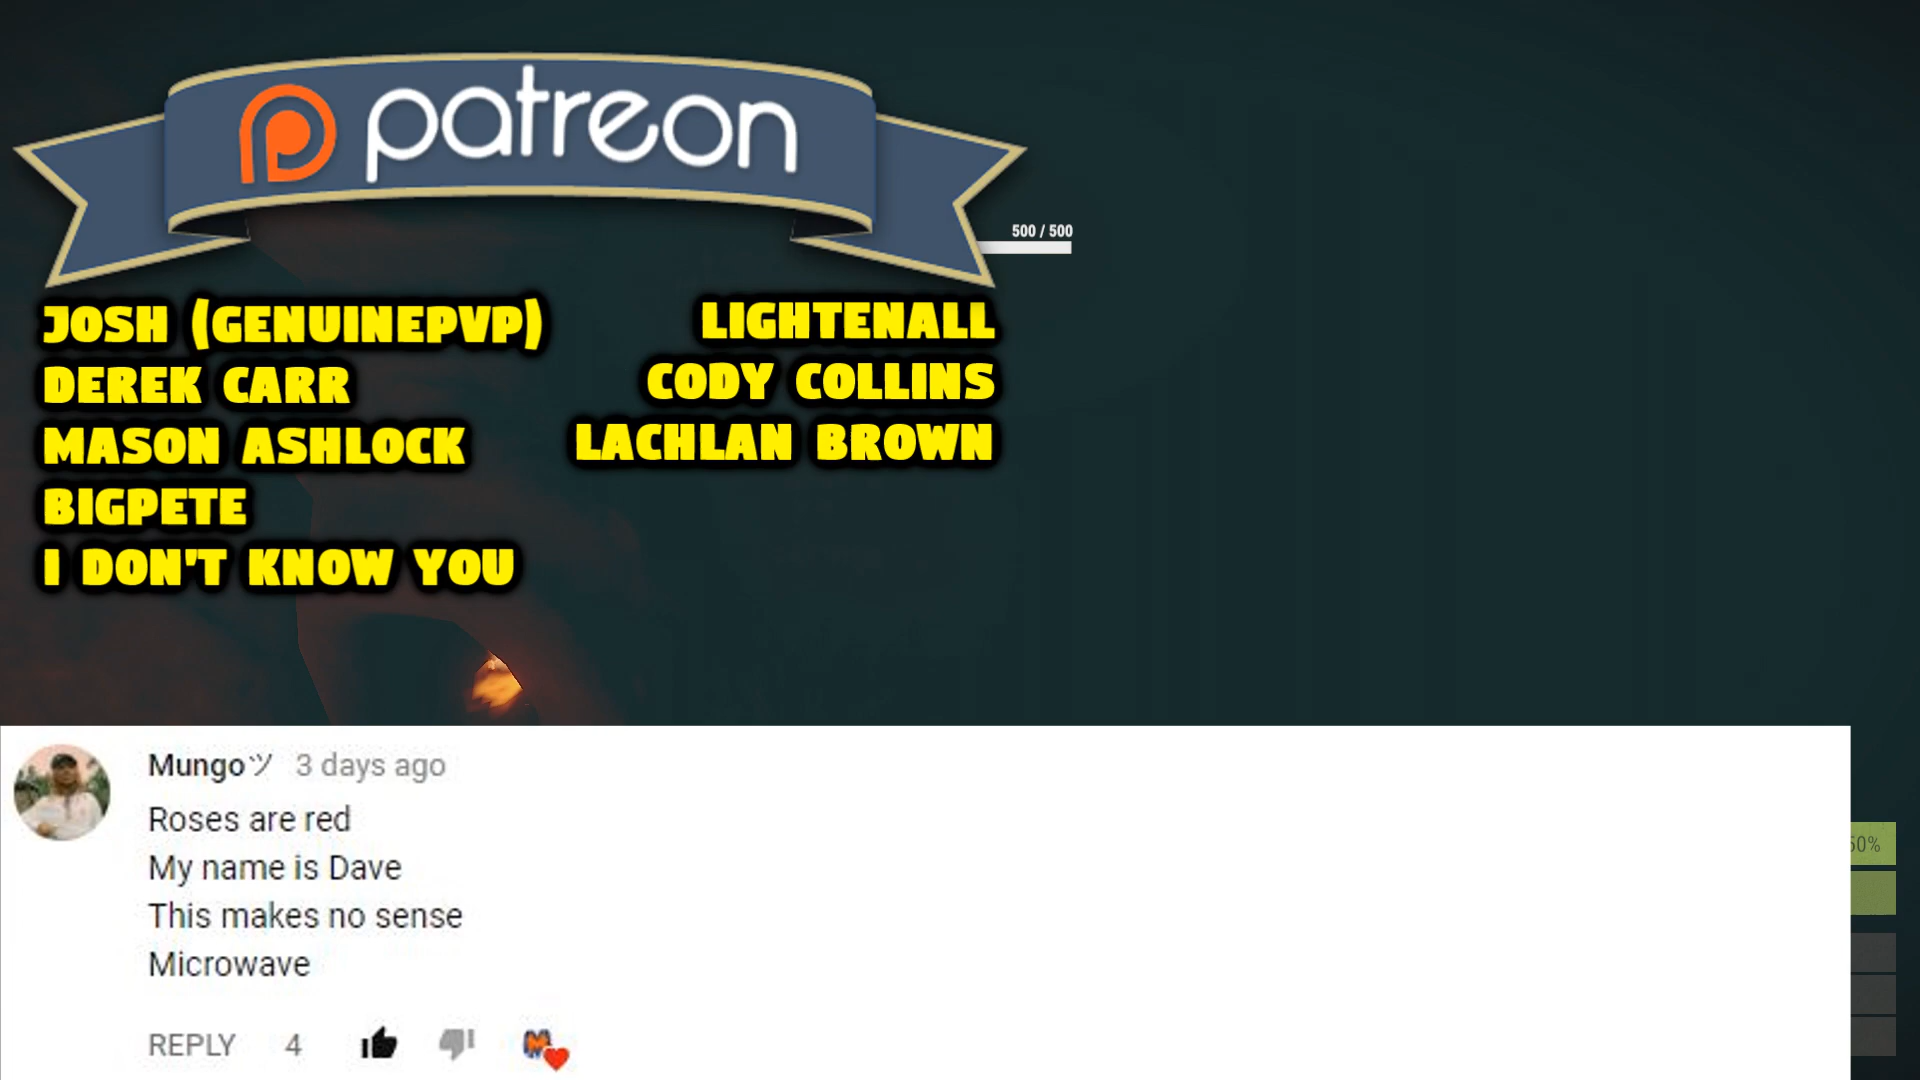 patreon
500 / 500
JOSH (GENUINEPVP)
DEREK CARR
MASON ASHLOCK
BIGPETE
I DON'T KNOW YOU
LIGHTENALL
CODY COLLINS
LACHLAN BROWN
Mungoツ 3 days ago
Roses are red
My name is Dave
This makes no sense
Microwave
REPLY 4
50%